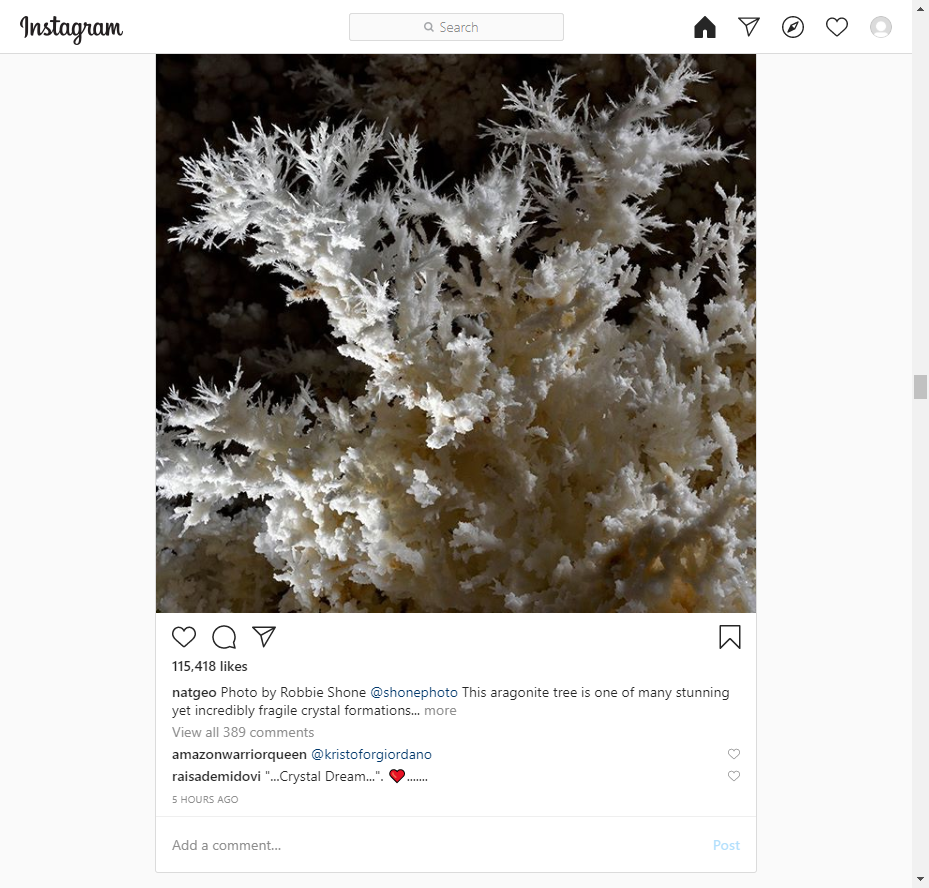 Instagram
Search
115,418 likes
natgeo Photo by Robbie Shone @shonephoto This aragonite tree is one of many stunning
yet incredibly fragile crystal formations... more
View all 389 comments
amazonwarriorqueen @kristoforgiordano
raisademidovi "...Crystal Dream...". ❤️.......
5 HOURS AGO
Add a comment... Post